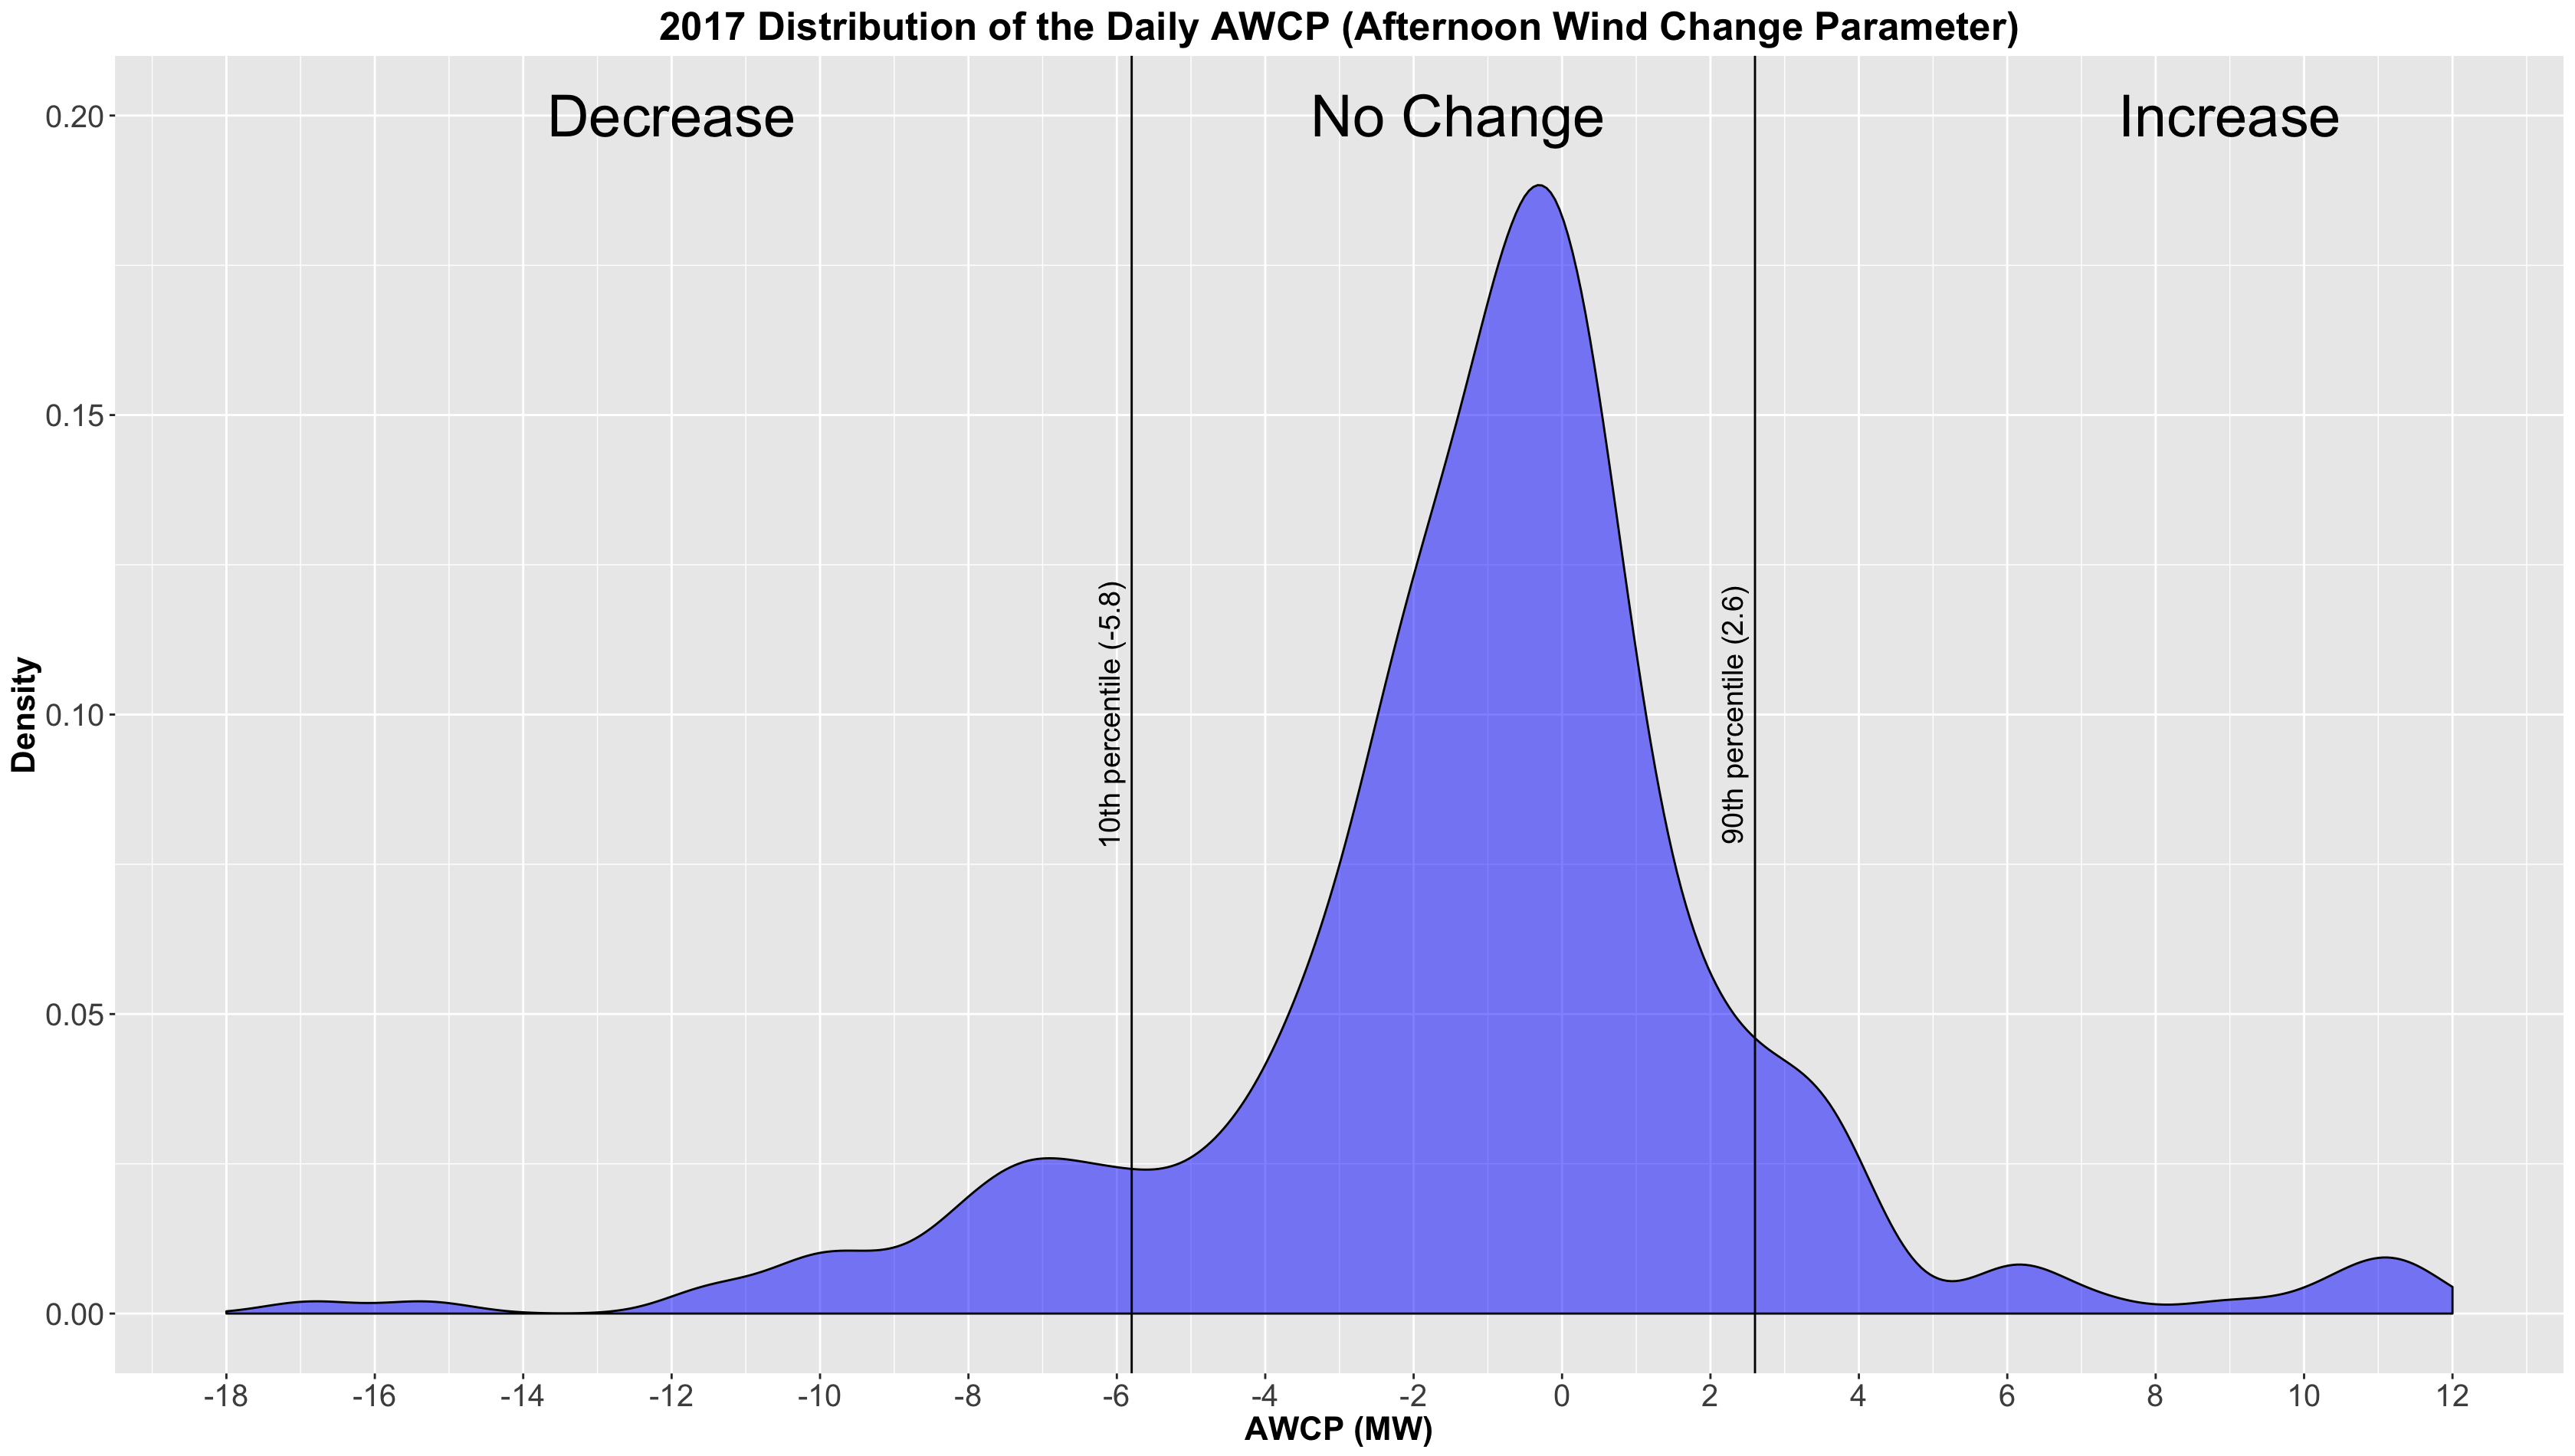 2017 Distribution of the Daily AWCP (Afternoon Wind Change Parameter)
Decrease
No Change
Increase
0.20
0.15
0.10
0.05
0.00
Density
10th percentile (-5.8)
90th percentile (2.6)
-18 -16 -14 -12 -10 -8 -6 -4 -2 0 2 4 6 8 10 12
AWCP (MW)